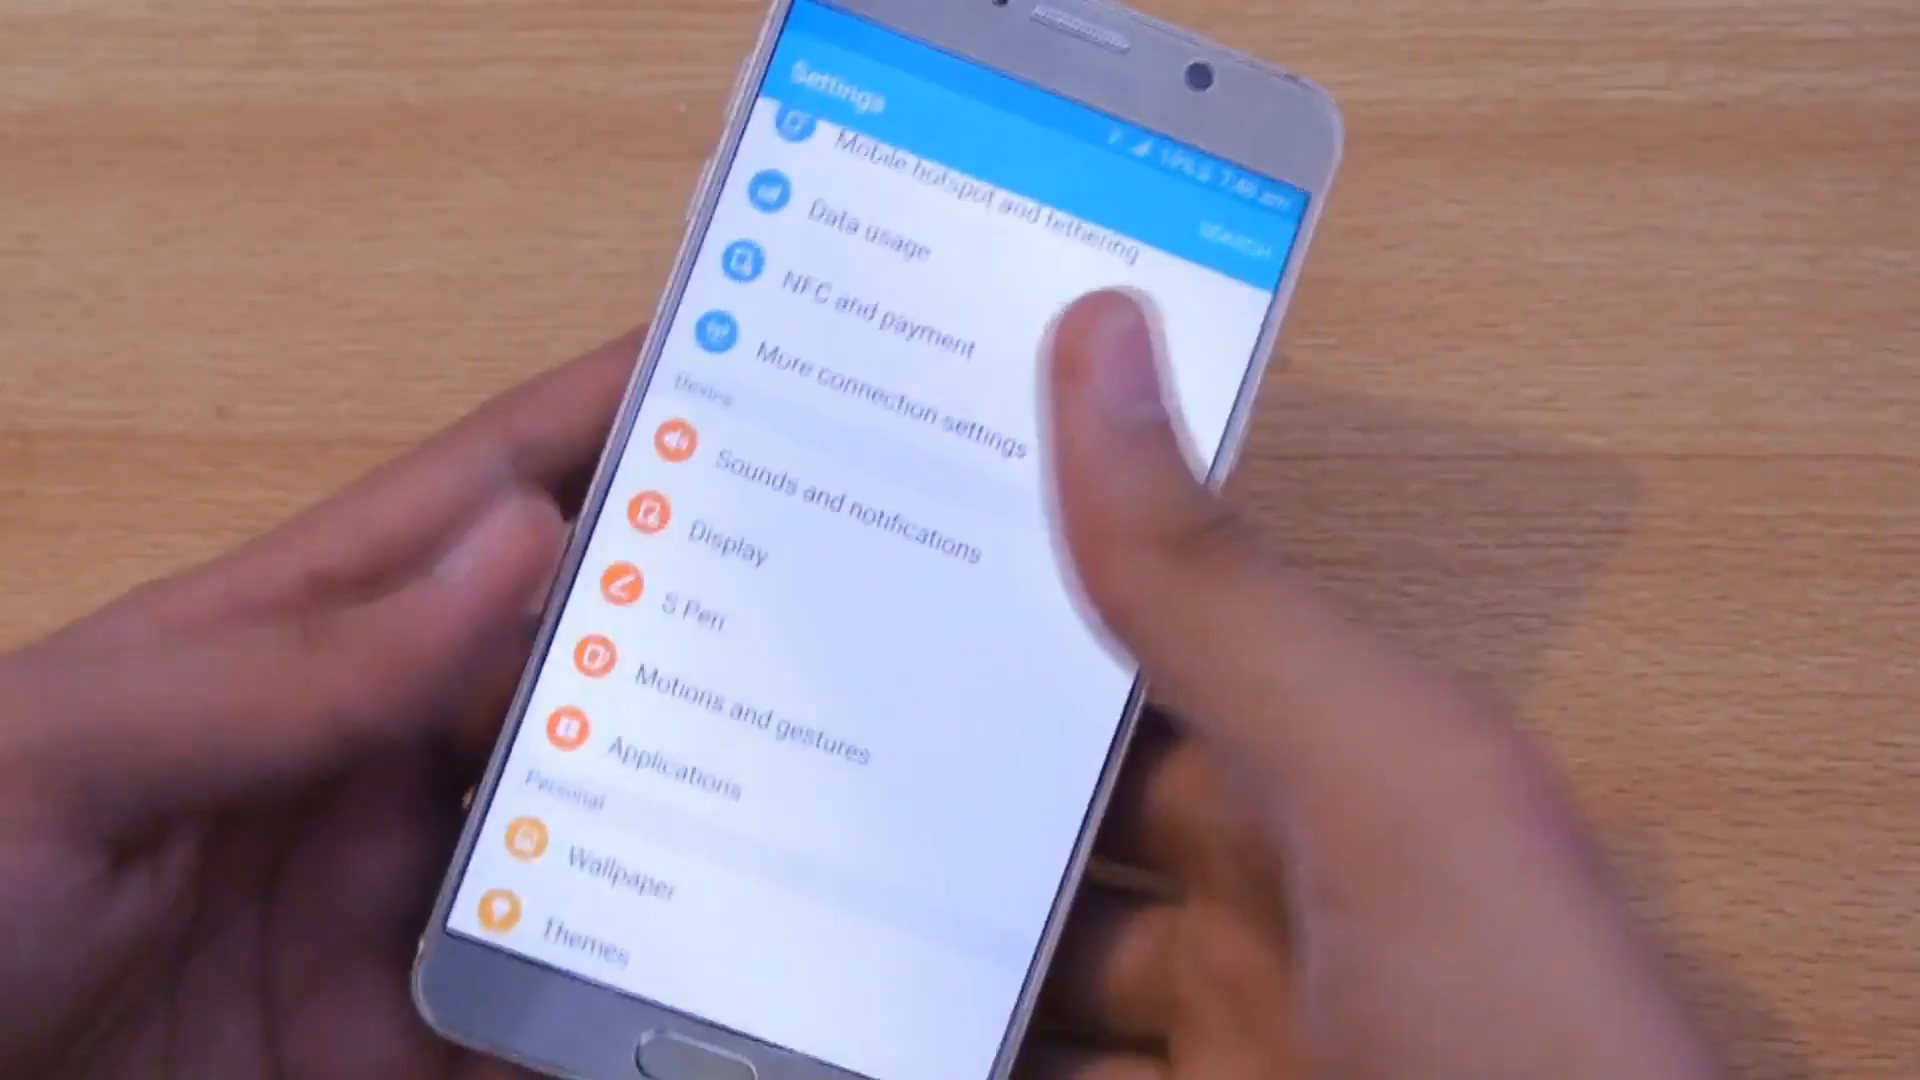 Settings
SEARCH
Mobile hotspot and tethering
Data usage
NFC and payment
More connection settings
Device
Sounds and notifications
Display
S Pen
Motions and gestures
Applications
Personal
Wallpaper
Themes